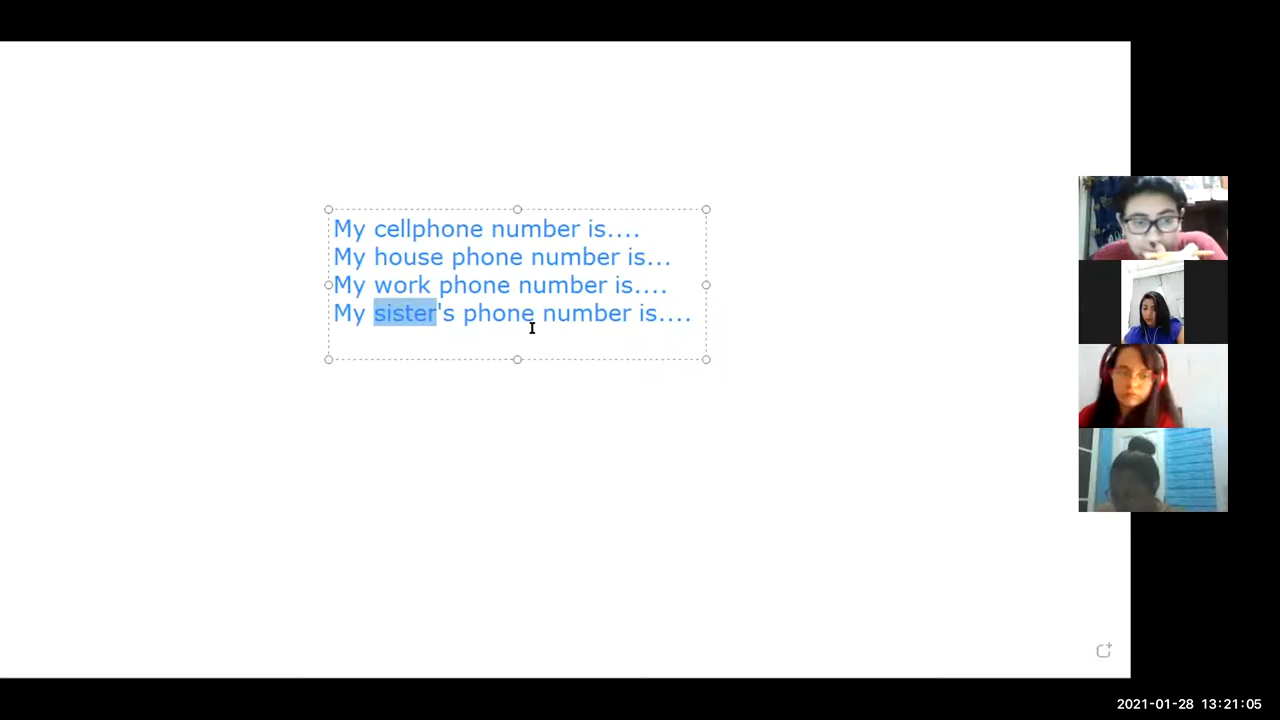 My cellphone number is....
My house phone number is...
My work phone number is....
My sister's phone number is....
2021-01-28 13:21:05